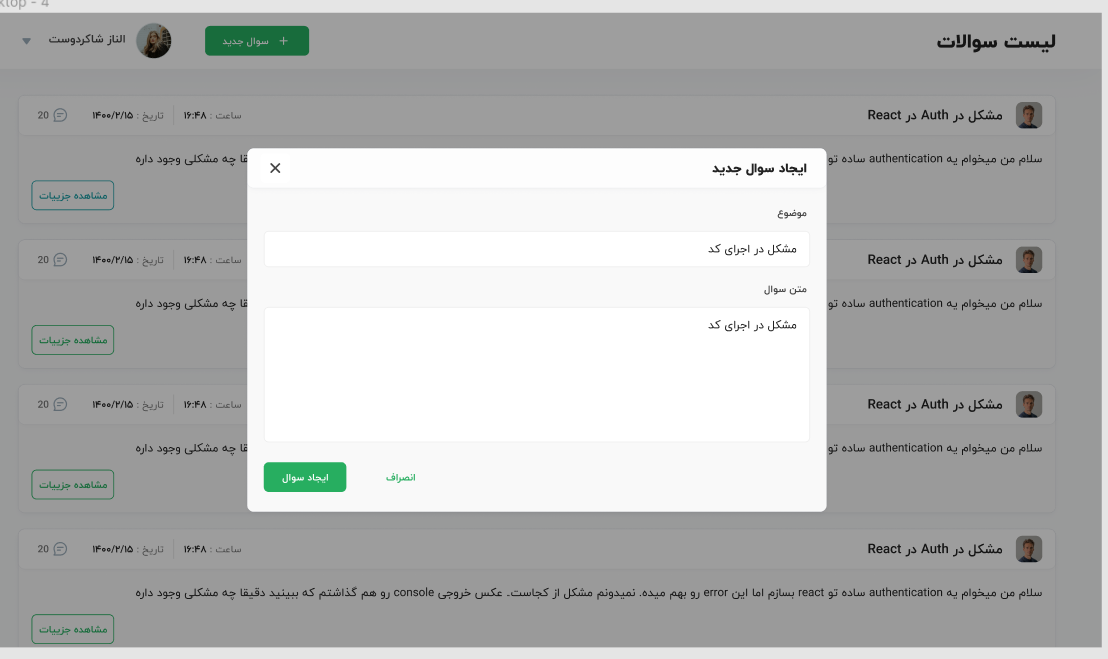 ktop - 4
لیست سوالات
+ سوال جدید
الناز شاکردوست
مشکل در Auth در React
ساعت : ۱۶:۴۸
تاریخ : ۱۴۰۰/۲/۱۵
20
سلام من میخوام یه authentication ساده تو
قا چه مشکلی وجود داره
مشاهده جزییات
مشکل در Auth در React
ساعت : ۱۶:۴۸
تاریخ : ۱۴۰۰/۲/۱۵
20
سلام من میخوام یه authentication ساده تو
قا چه مشکلی وجود داره
مشاهده جزییات
مشکل در Auth در React
ساعت : ۱۶:۴۸
تاریخ : ۱۴۰۰/۲/۱۵
20
سلام من میخوام یه authentication ساده تو
قا چه مشکلی وجود داره
مشاهده جزییات
مشکل در Auth در React
ساعت : ۱۶:۴۸
تاریخ : ۱۴۰۰/۲/۱۵
20
سلام من میخوام یه authentication ساده تو react بسازم اما این error رو بهم میده. نمیدونم مشکل از کجاست. عکس خروجی console رو هم گذاشتم که ببینید دقیقا چه مشکلی وجود داره
مشاهده جزییات
ایجاد سوال جدید
موضوع
مشکل در اجرای کد
متن سوال
مشکل در اجرای کد
انصراف
ایجاد سوال